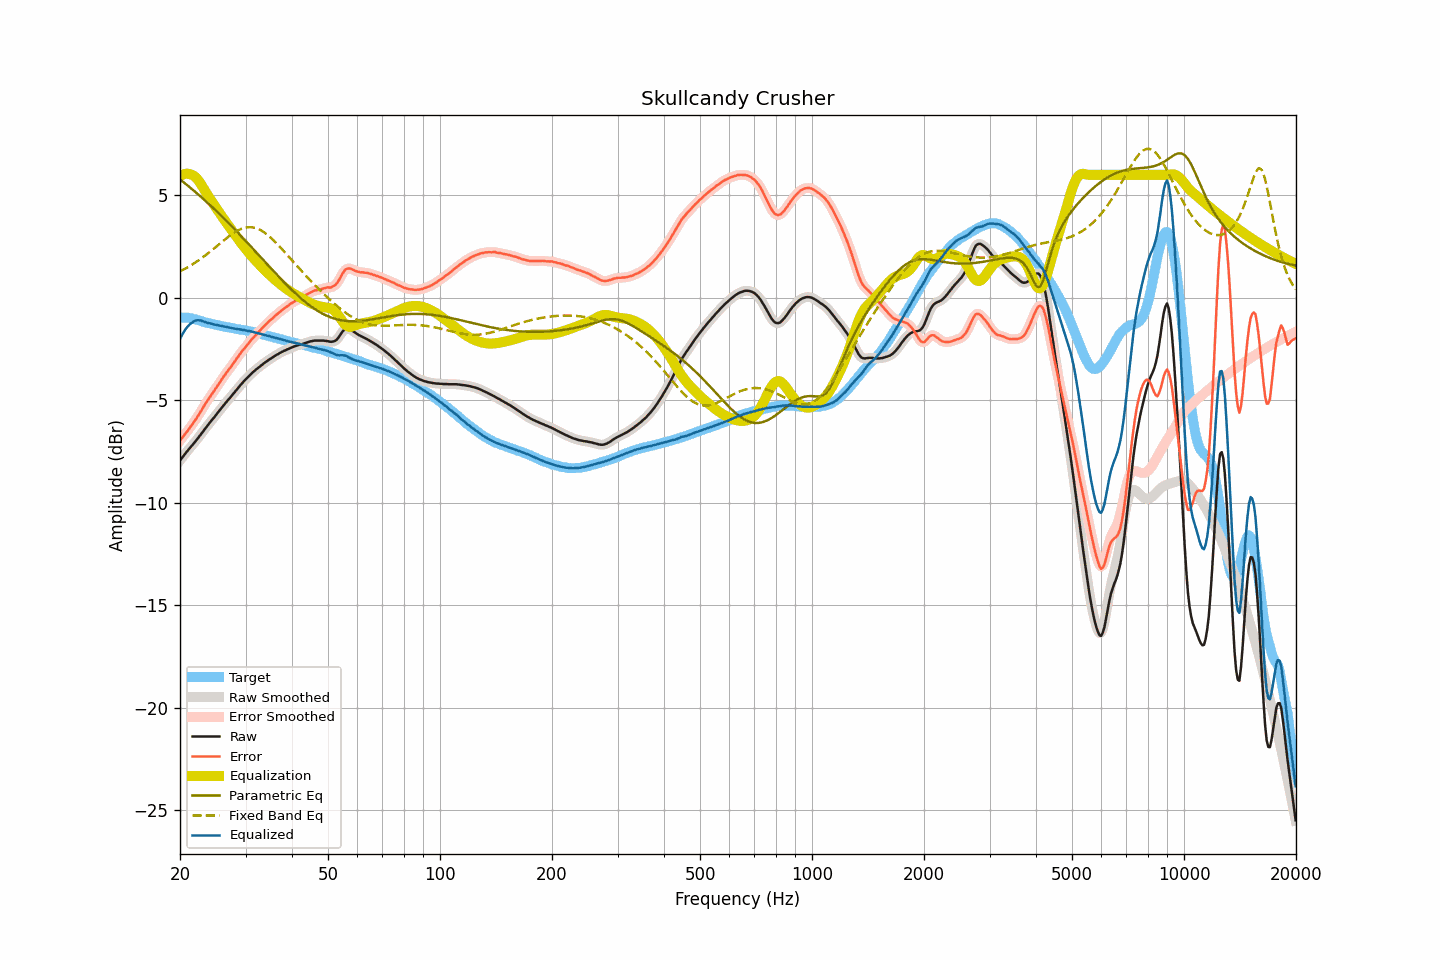 Skullcandy Crusher
Amplitude (dBr)
5
0
−5
−10
−15
−20
−25
Target
Raw Smoothed
Error Smoothed
Raw
Error
Equalization
Parametric Eq
Fixed Band Eq
Equalized
20 50 100 200 500 1000 2000 5000 10000 20000
Frequency (Hz)